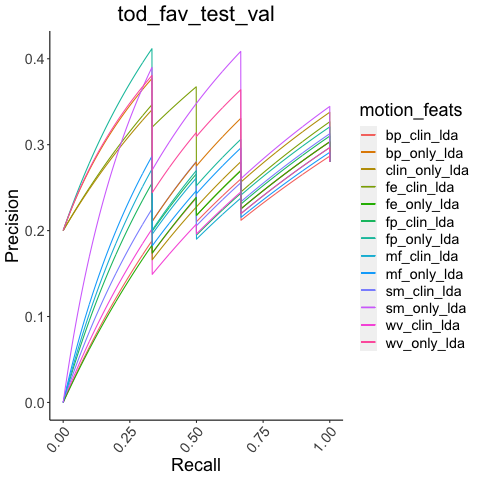 tod_fav_test_val
Precision
0.4
0.3
0.2
0.1
0.0
0.00
0.25
0.50
0.75
1.00
Recall
motion_feats
bp_clin_lda
bp_only_lda
clin_only_lda
fe_clin_lda
fe_only_lda
fp_clin_lda
fp_only_lda
mf_clin_lda
mf_only_lda
sm_clin_lda
sm_only_lda
wv_clin_lda
wv_only_lda